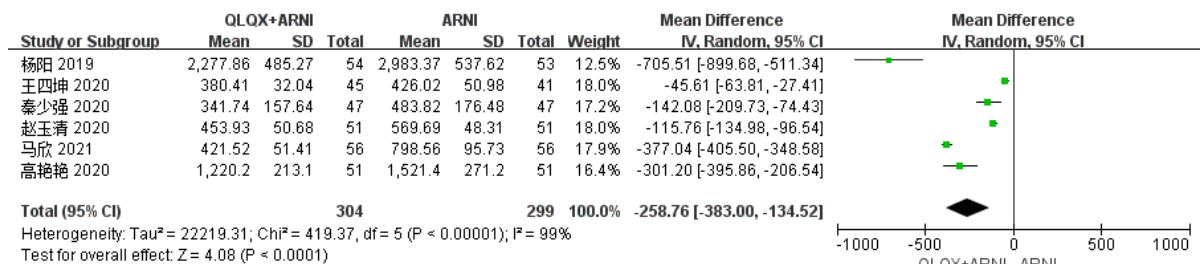 QLQX+ARNI ARNI Mean Difference Mean Difference
Study or Subgroup Mean SD Total Mean SD Total Weight IV, Random, 95% CI IV, Random, 95% CI
杨阳 2019 2,277.86 485.27 54 2,983.37 537.62 53 12.5% -705.51 [-899.68, -511.34]
王四坤 2020 380.41 32.04 45 426.02 50.98 41 18.0% -45.61 [-63.81, -27.41]
秦少强 2020 341.74 157.64 47 483.82 176.48 47 17.2% -142.08 [-209.73, -74.43]
赵玉清 2020 453.93 50.68 51 569.69 48.31 51 18.0% -115.76 [-134.98, -96.54]
马欣 2021 421.52 51.41 56 798.56 95.73 56 17.9% -377.04 [-405.50, -348.58]
高艳艳 2020 1,220.2 213.1 51 1,521.4 271.2 51 16.4% -301.20 [-395.86, -206.54]
Total (95% CI) 304 299 100.0% -258.76 [-383.00, -134.52]
Heterogeneity: Tau² = 22219.31; Chi² = 419.37, df = 5 (P < 0.00001); I² = 99%
Test for overall effect: Z = 4.08 (P < 0.0001)
-1000 -500 0 500 1000
QLQX+ARNI ARNI